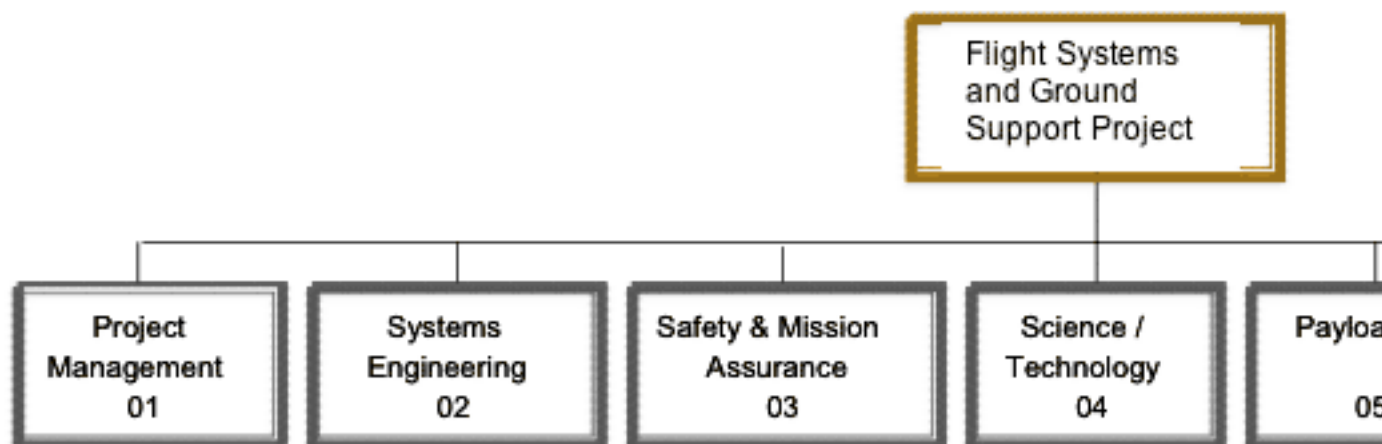 Flight Systems
and Ground
Support Project
Project
Management
01
Systems
Engineering
02
Safety & Mission
Assurance
03
Science /
Technology
04